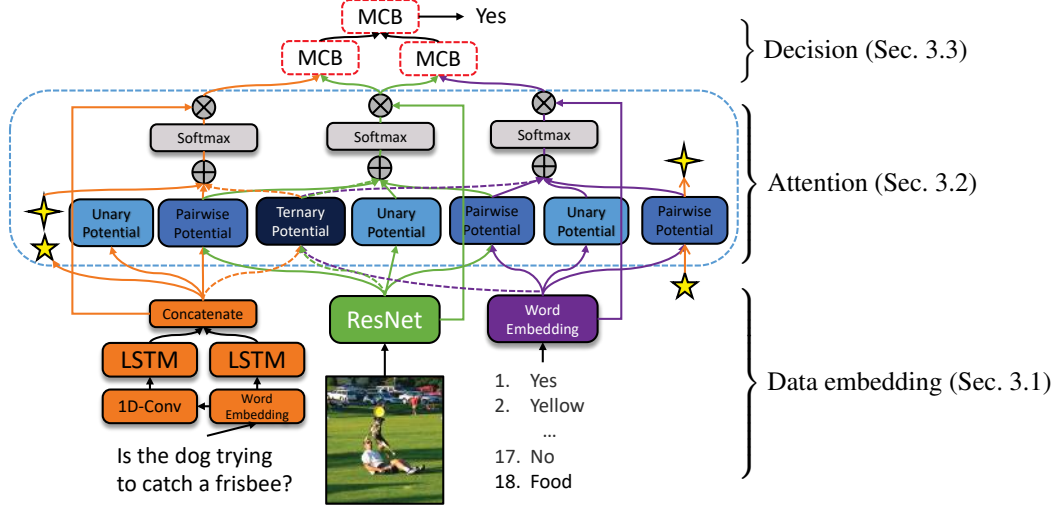 MCB
Yes
MCB
MCB
Decision (Sec. 3.3)
Softmax
Softmax
Softmax
Attention (Sec. 3.2)
Unary
Potential
Pairwise
Potential
Ternary
Potential
Unary
Potential
Pairwise
Potential
Unary
Potential
Pairwise
Potential
Concatenate
ResNet
Word
Embedding
LSTM
LSTM
1D-Conv
Word
Embedding
Data embedding (Sec. 3.1)
1. Yes
2. Yellow
...
17. No
18. Food
Is the dog trying
to catch a frisbee?